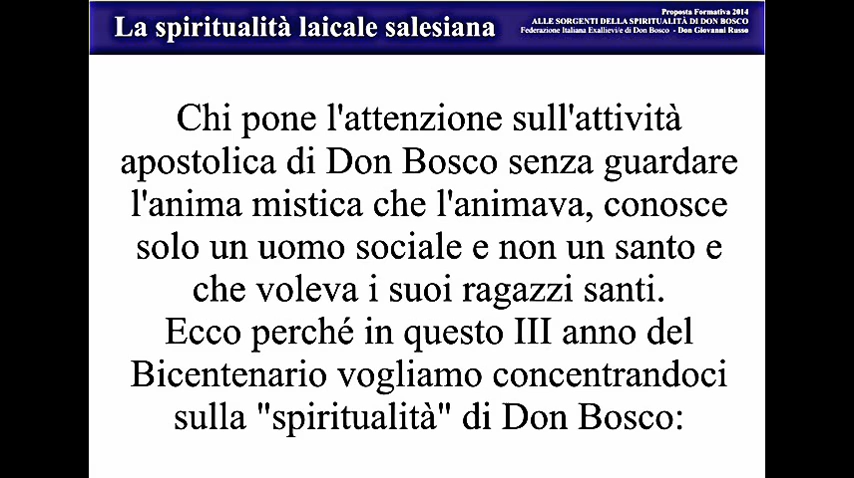 La spiritualità laicale salesiana
Proposta Formativa 2014
ALLE SORGENTI DELLA SPIRITUALITÀ DI DON BOSCO
Federazione Italiana Exallievi/e di Don Bosco - Don Giovanni Russo
Chi pone l'attenzione sull'attività
apostolica di Don Bosco senza guardare
l'anima mistica che l'animava, conosce
solo un uomo sociale e non un santo e
che voleva i suoi ragazzi santi.
Ecco perché in questo III anno del
Bicentenario vogliamo concentrandoci
sulla "spiritualità" di Don Bosco: